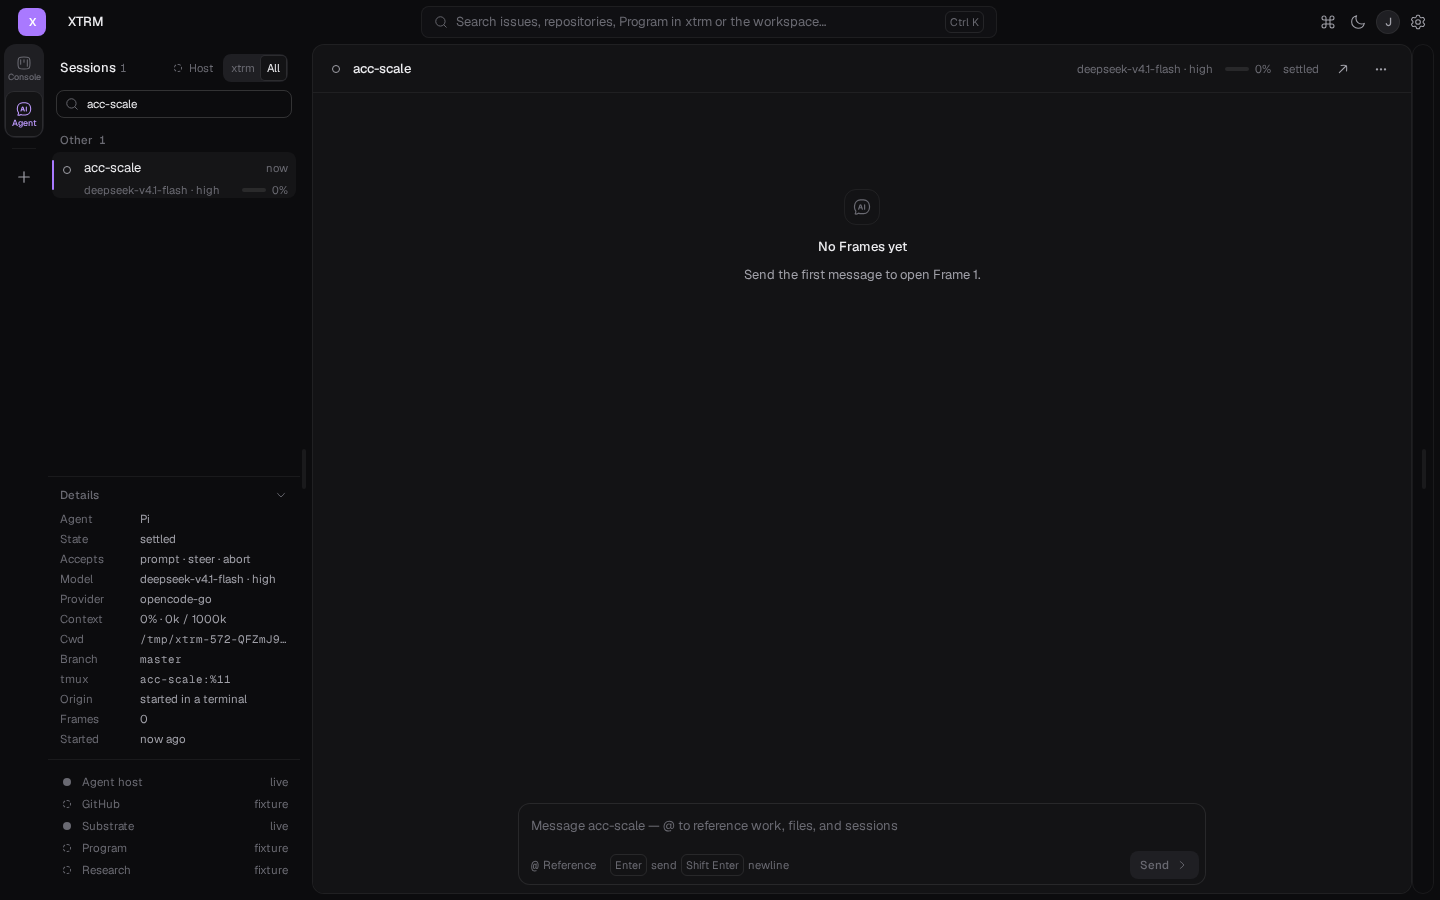 X XTRM
Search issues, repositories, Program in xtrm or the workspace... Ctrl K
J
Console
AI
Agent
Sessions 1 Host xtrm All
acc-scale
Other 1
acc-scale now
deepseek-v4.1-flash · high 0%
Details
Agent Pi
State settled
Accepts prompt · steer · abort
Model deepseek-v4.1-flash · high
Provider opencode-go
Context 0% · 0k / 1000k
Cwd /tmp/xtrm-572-QFZmJ9…
Branch master
tmux acc-scale:%11
Origin started in a terminal
Frames 0
Started now ago
Agent host live
GitHub fixture
Substrate live
Program fixture
Research fixture
acc-scale deepseek-v4.1-flash · high 0% settled
AI
No Frames yet
Send the first message to open Frame 1.
Message acc-scale — @ to reference work, files, and sessions
@ Reference Enter send Shift Enter newline Send